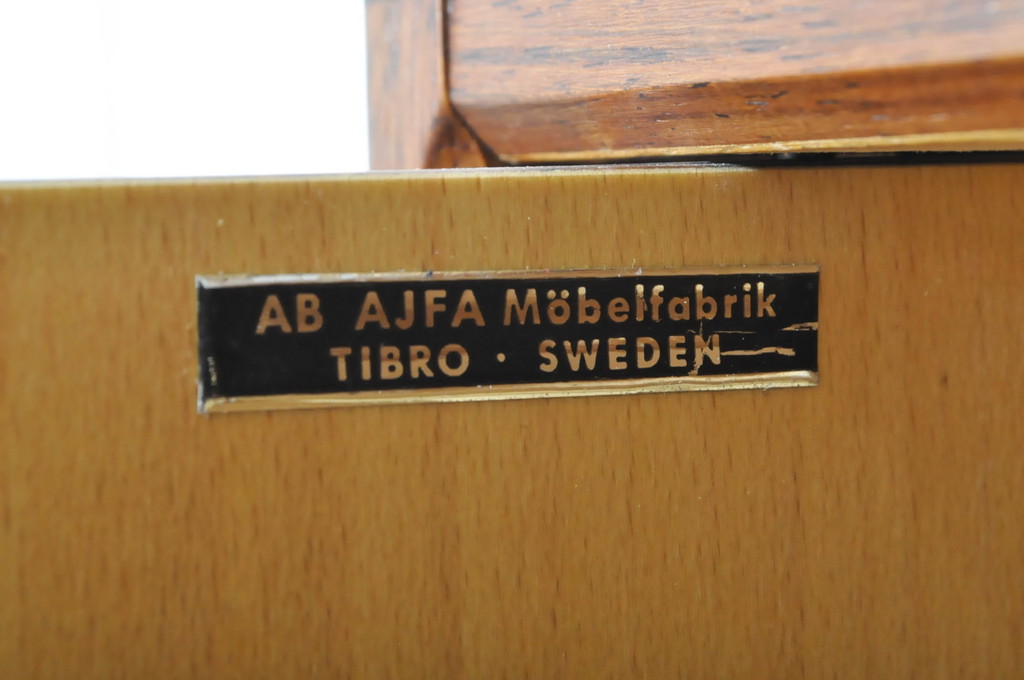 AB AJFA Möbelfabrik
TIBRO · SWEDEN